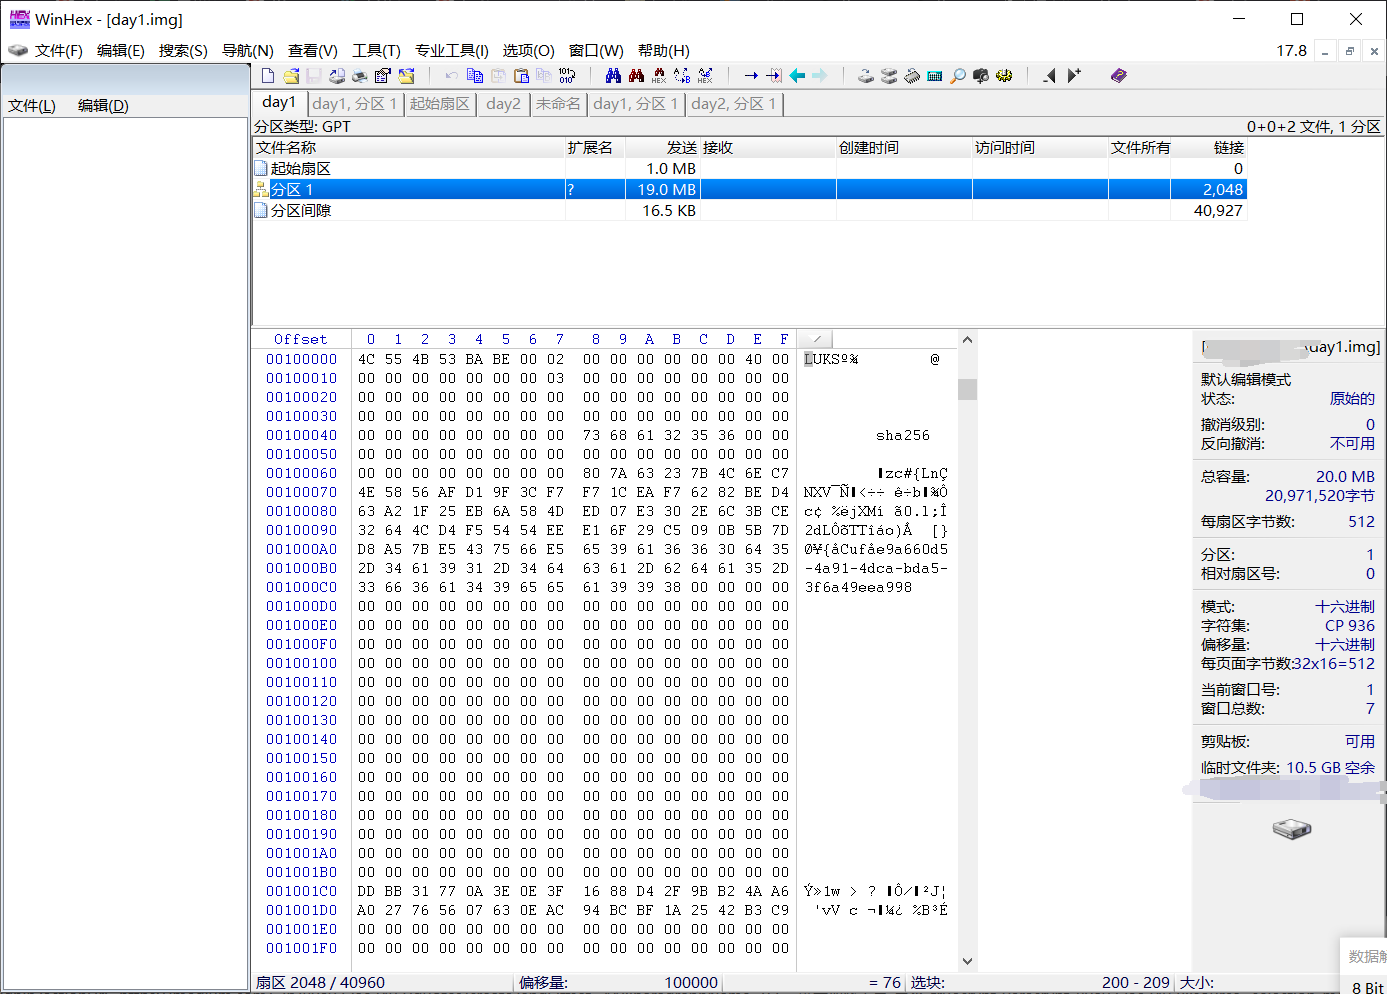 WinHex - [day1.img]
文件(F) 编辑(E) 搜索(S) 导航(N) 查看(V) 工具(T) 专业工具(I) 选项(O) 窗口(W) 帮助(H) 17.8
文件(L) 编辑(D)
day1 day1, 分区 1 起始扇区 day2 未命名 day1, 分区 1 day2, 分区 1
分区类型: GPT 0+0+2 文件, 1 分区
文件名称 扩展名 发送 接收 创建时间 访问时间 文件所有 链接
起始扇区 1.0 MB 0
分区 1 ? 19.0 MB 2,048
分区间隙 16.5 KB 40,927
Offset 0 1 2 3 4 5 6 7 8 9 A B C D E F
00100000 4C 55 4B 53 BA BE 00 02 00 00 00 00 00 00 40 00 LUKSº¾ @
00100010 00 00 00 00 00 00 00 03 00 00 00 00 00 00 00 00
00100020 00 00 00 00 00 00 00 00 00 00 00 00 00 00 00 00
00100030 00 00 00 00 00 00 00 00 00 00 00 00 00 00 00 00
00100040 00 00 00 00 00 00 00 00 73 68 61 32 35 36 00 00 sha256
00100050 00 00 00 00 00 00 00 00 00 00 00 00 00 00 00 00
00100060 00 00 00 00 00 00 00 00 80 7A 63 23 7B 4C 6E C7 zc#{LnÇ
00100070 4E 58 56 AF D1 9F 3C F7 F7 1C EA F7 62 82 BE D4 NXV¯Ñ <÷÷ ê÷b ¾Ô
00100080 63 A2 1F 25 EB 6A 58 4D ED 07 E3 30 2E 6C 3B CE c¢ %ëjXMí ã0.l;Î
00100090 32 64 4C D4 F5 54 54 EE E1 6F 29 C5 09 0B 5B 7D 2dLÔõTTîáo)Å [}
001000A0 D8 A5 7B E5 43 75 66 E5 65 39 61 36 36 30 64 35 Ø¥{åCufåe9a660d5
001000B0 2D 34 61 39 31 2D 34 64 63 61 2D 62 64 61 35 2D -4a91-4dca-bda5-
001000C0 33 66 36 61 34 39 65 65 61 39 39 38 00 00 00 00 3f6a49eea998
001000D0 00 00 00 00 00 00 00 00 00 00 00 00 00 00 00 00
001000E0 00 00 00 00 00 00 00 00 00 00 00 00 00 00 00 00
001000F0 00 00 00 00 00 00 00 00 00 00 00 00 00 00 00 00
00100100 00 00 00 00 00 00 00 00 00 00 00 00 00 00 00 00
00100110 00 00 00 00 00 00 00 00 00 00 00 00 00 00 00 00
00100120 00 00 00 00 00 00 00 00 00 00 00 00 00 00 00 00
00100130 00 00 00 00 00 00 00 00 00 00 00 00 00 00 00 00
00100140 00 00 00 00 00 00 00 00 00 00 00 00 00 00 00 00
00100150 00 00 00 00 00 00 00 00 00 00 00 00 00 00 00 00
00100160 00 00 00 00 00 00 00 00 00 00 00 00 00 00 00 00
00100170 00 00 00 00 00 00 00 00 00 00 00 00 00 00 00 00
00100180 00 00 00 00 00 00 00 00 00 00 00 00 00 00 00 00
00100190 00 00 00 00 00 00 00 00 00 00 00 00 00 00 00 00
001001A0 00 00 00 00 00 00 00 00 00 00 00 00 00 00 00 00
001001B0 00 00 00 00 00 00 00 00 00 00 00 00 00 00 00 00
001001C0 DD BB 31 77 0A 3E 0E 3F 16 88 D4 2F 9B B2 4A A6 Ý»1w > ? Ô/ ²J¦
001001D0 A0 27 76 56 07 63 0E AC 94 BC BF 1A 25 42 B3 C9 'vV c ¬ ¼¿ %B³É
001001E0 00 00 00 00 00 00 00 00 00 00 00 00 00 00 00 00
001001F0 00 00 00 00 00 00 00 00 00 00 00 00 00 00 00 00
[ \day1.img]
默认编辑模式
状态: 原始的
撤消级别: 0
反向撤消: 不可用
总容量: 20.0 MB
20,971,520字节
每扇区字节数: 512
分区: 1
相对扇区号: 0
模式: 十六进制
字符集: CP 936
偏移量: 十六进制
每页面字节数:32x16=512
当前窗口号: 1
窗口总数: 7
剪贴板: 可用
临时文件夹: 10.5 GB 空余
数据解
8 Bit
扇区 2048 / 40960 偏移量: 100000 = 76 选块: 200 - 209 大小: